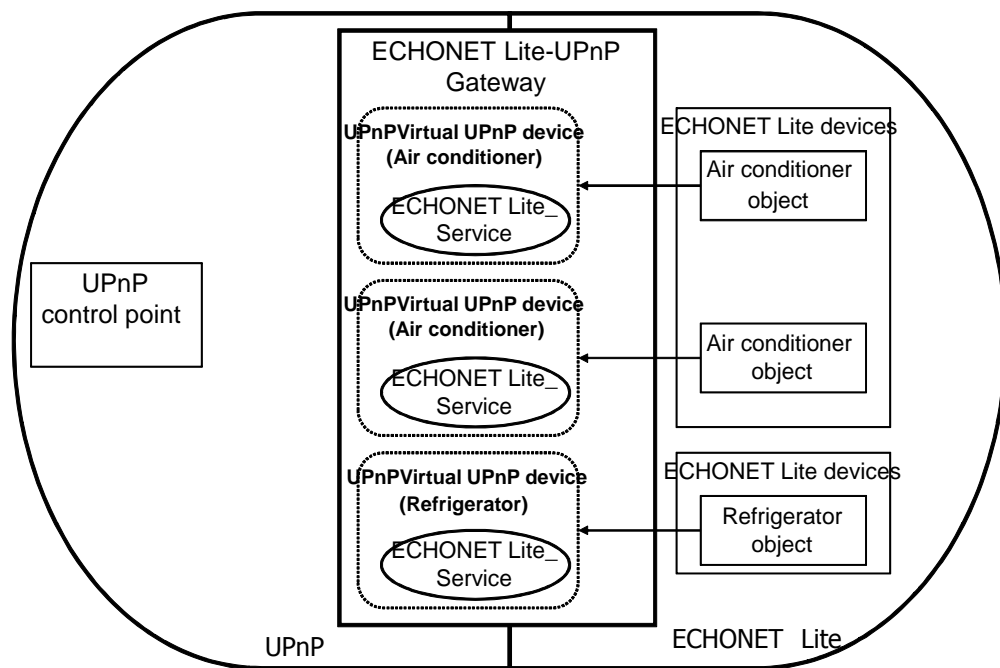 ECHONET Lite-UPnP
Gateway
UPnPVirtual UPnP device
(Air conditioner)
ECHONET Lite_
Service
ECHONET Lite devices
Air conditioner
object
UPnP
control point
UPnPVirtual UPnP device
(Air conditioner)
ECHONET Lite_
Service
Air conditioner
object
UPnPVirtual UPnP device
(Refrigerator)
ECHONET Lite_
Service
ECHONET Lite devices
Refrigerator
object
UPnP
ECHONET Lite